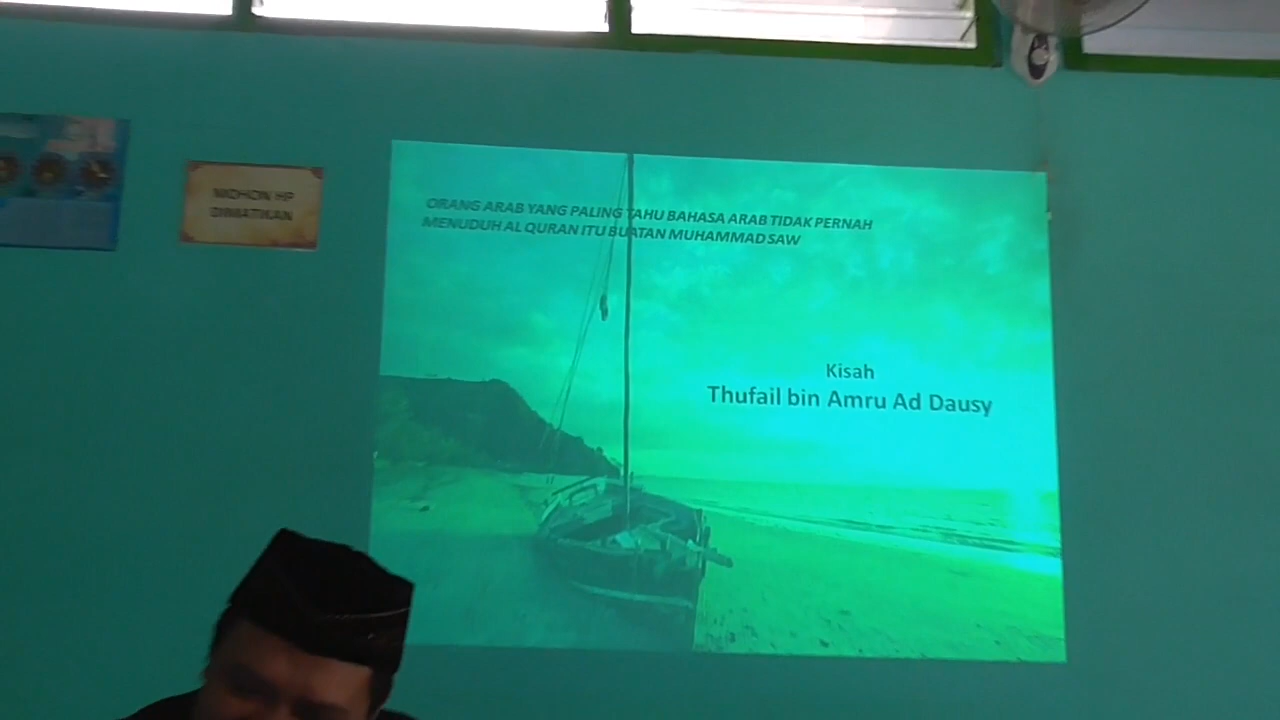 MOHON HP
DIMATIKAN
ORANG ARAB YANG PALING TAHU BAHASA ARAB TIDAK PERNAH
MENUDUH AL QURAN ITU BUATAN MUHAMMAD SAW
Kisah
Thufail bin Amru Ad Dausy